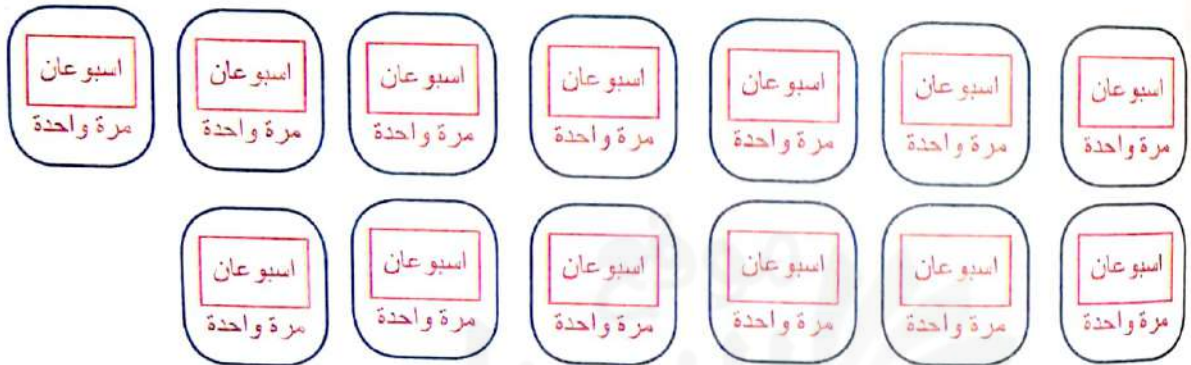 اسبوعان اسبوعان اسبوعان اسبوعان اسبوعان اسبوعان اسبوعان
مرة واحدة مرة واحدة مرة واحدة مرة واحدة مرة واحدة مرة واحدة مرة واحدة
اسبوعان اسبوعان اسبوعان اسبوعان اسبوعان اسبوعان
مرة واحدة مرة واحدة مرة واحدة مرة واحدة مرة واحدة مرة واحدة